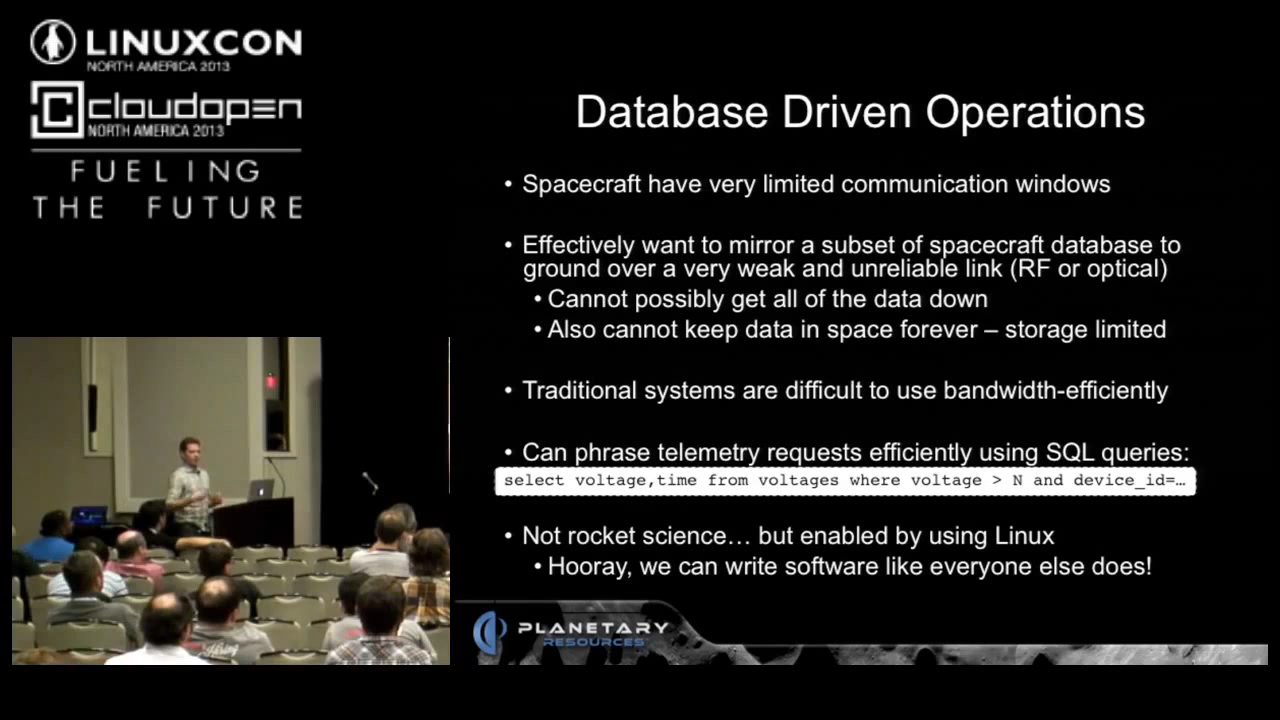 LINUXCON
NORTH AMERICA 2013
cloudopen
NORTH AMERICA 2013
FUELING
THE FUTURE
Database Driven Operations
• Spacecraft have very limited communication windows
• Effectively want to mirror a subset of spacecraft database to
ground over a very weak and unreliable link (RF or optical)
• Cannot possibly get all of the data down
• Also cannot keep data in space forever – storage limited
• Traditional systems are difficult to use bandwidth-efficiently
• Can phrase telemetry requests efficiently using SQL queries:
select voltage,time from voltages where voltage > N and device_id=…
• Not rocket science… but enabled by using Linux
• Hooray, we can write software like everyone else does!
PLANETARY
RESOURCES